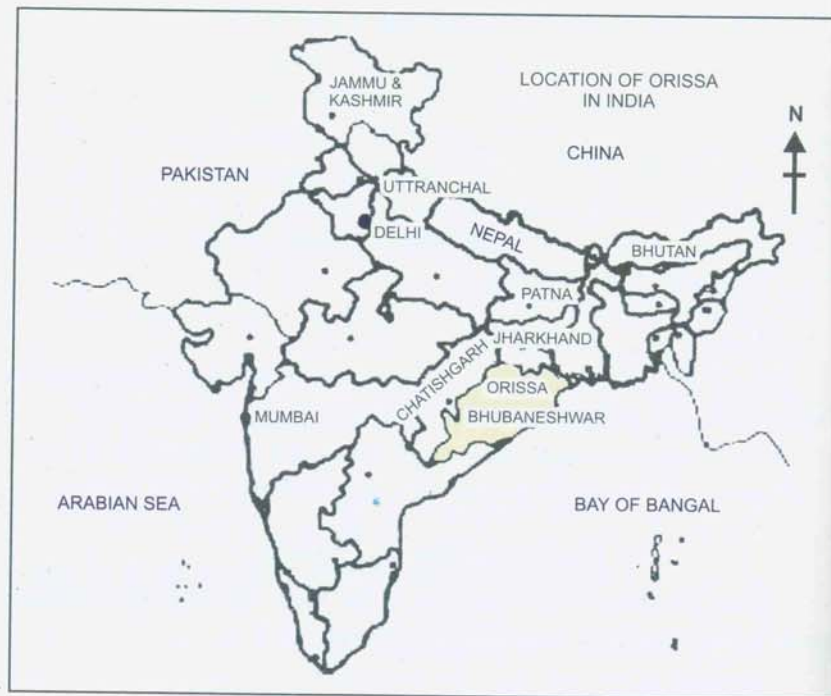 LOCATION OF ORISSA
IN INDIA
JAMMU &
KASHMIR
N
CHINA
PAKISTAN
UTTRANCHAL
DELHI
NEPAL
BHUTAN
PATNA
JHARKHAND
CHATISHGARH
ORISSA
MUMBAI
BHUBANESHWAR
ARABIAN SEA
BAY OF BANGAL